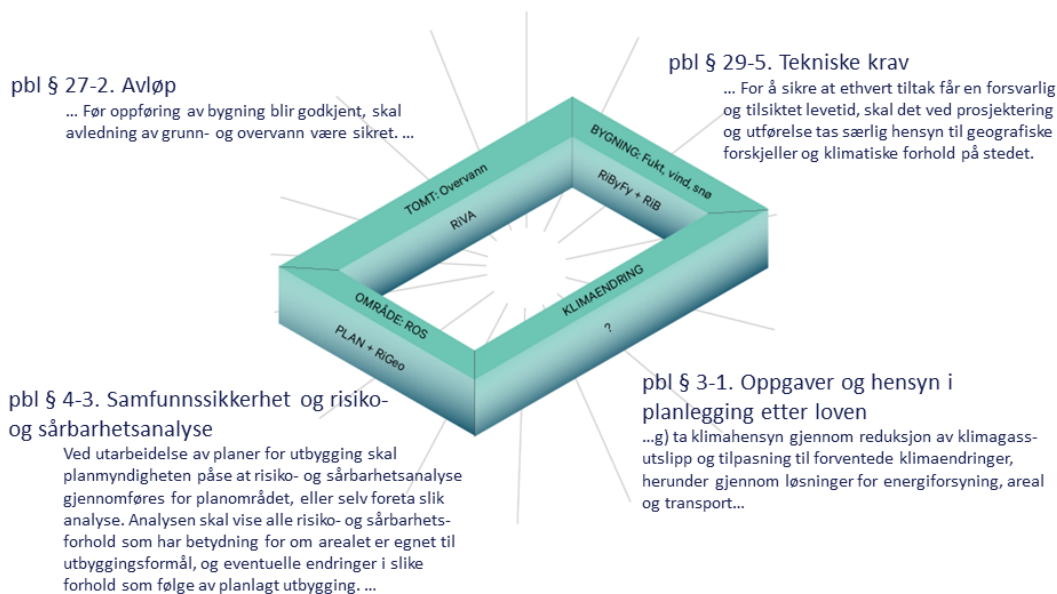 pbl § 27-2. Avløp
... Før oppføring av bygning blir godkjent, skal
avledning av grunn- og overvann være sikret. ...
pbl § 29-5. Tekniske krav
... For å sikre at ethvert tiltak får en forsvarlig
og tilsiktet levetid, skal det ved prosjektering
og utførelse tas særlig hensyn til geografiske
forskjeller og klimatiske forhold på stedet.
TOMT: Overvann
RiVA
BYGNING: Fukt, vind, snø
RiByFy + RiB
OMRÅDE: ROS
PLAN + RiGeo
KLIMAENDRING
?
pbl § 4-3. Samfunnssikkerhet og risiko-
og sårbarhetsanalyse
Ved utarbeidelse av planer for utbygging skal
planmyndigheten påse at risiko- og sårbarhetsanalyse
gjennomføres for planområdet, eller selv foreta slik
analyse. Analysen skal vise alle risiko- og sårbarhets-
forhold som har betydning for om arealet er egnet til
utbyggingsformål, og eventuelle endringer i slike
forhold som følge av planlagt utbygging. ...
pbl § 3-1. Oppgaver og hensyn i
planlegging etter loven
...g) ta klimahensyn gjennom reduksjon av klimagass-
utslipp og tilpasning til forventede klimaendringer,
herunder gjennom løsninger for energiforsyning, areal
og transport...